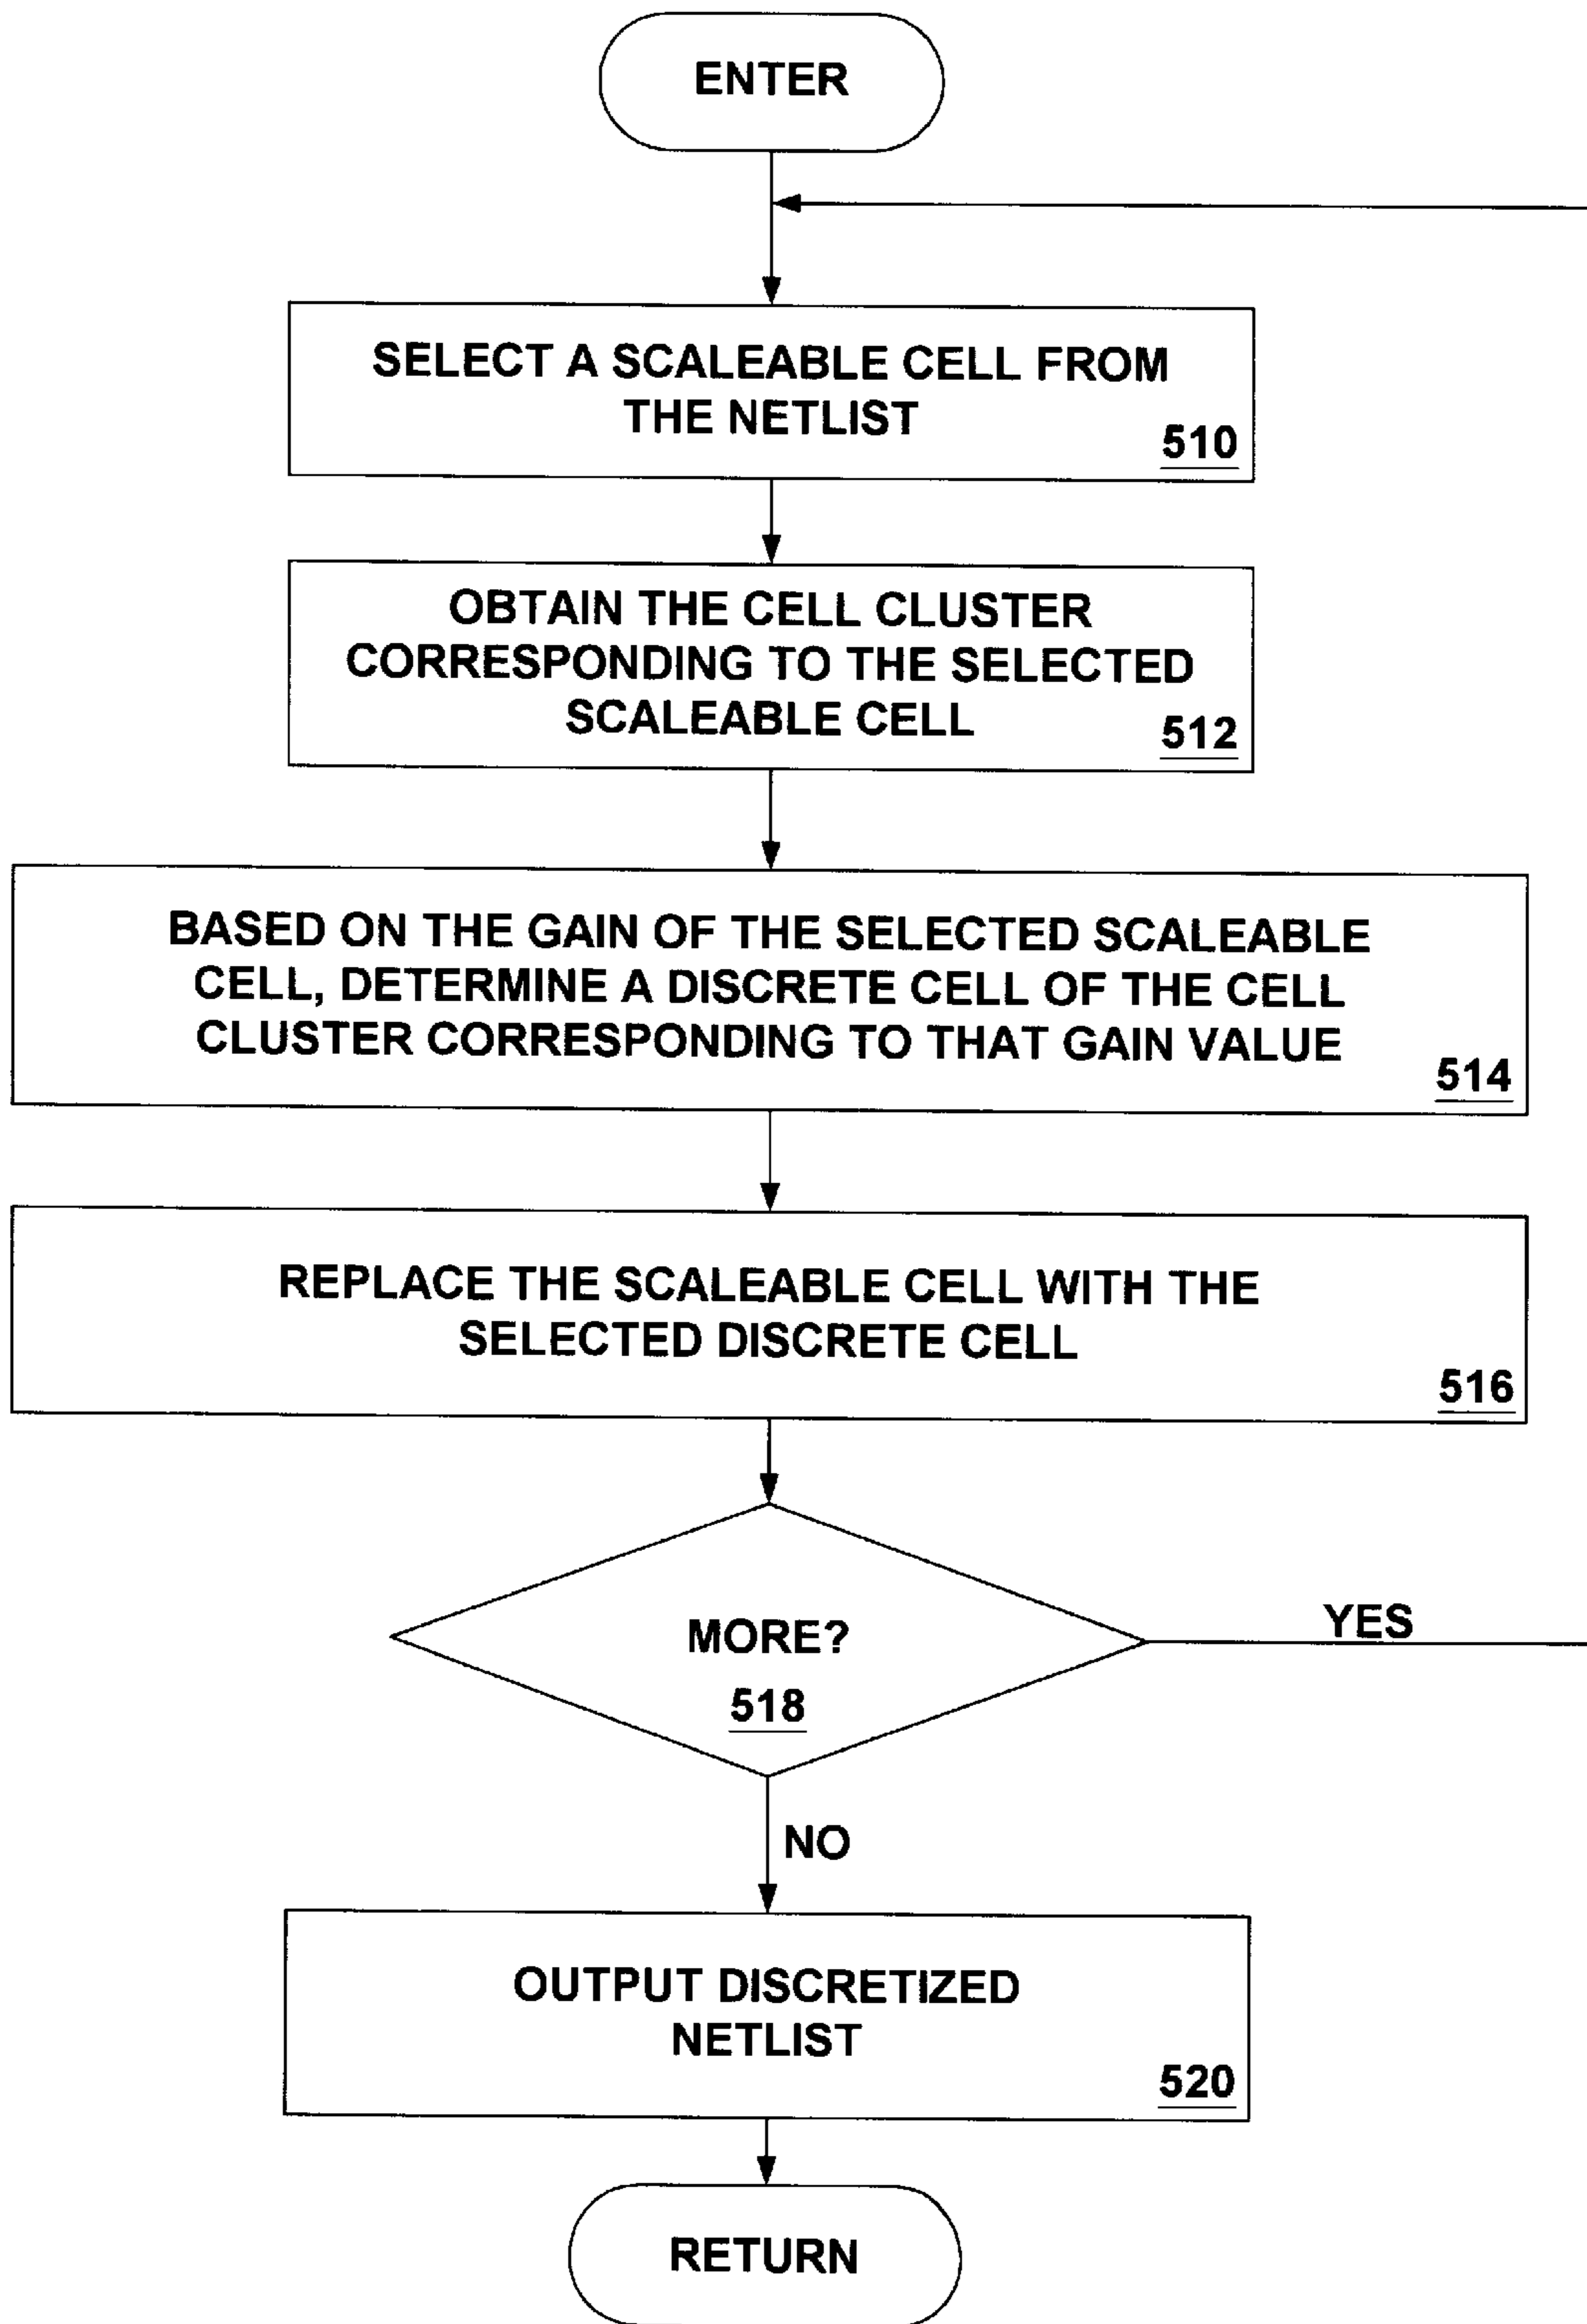 ENTER
SELECT A SCALEABLE CELL FROM
THE NETLIST
510
OBTAIN THE CELL CLUSTER
CORRESPONDING TO THE SELECTED
SCALEABLE CELL
512
BASED ON THE GAIN OF THE SELECTED SCALEABLE
CELL, DETERMINE A DISCRETE CELL OF THE CELL
CLUSTER CORRESPONDING TO THAT GAIN VALUE
514
REPLACE THE SCALEABLE CELL WITH THE
SELECTED DISCRETE CELL
516
MORE?
518
YES
NO
OUTPUT DISCRETIZED
NETLIST
520
RETURN